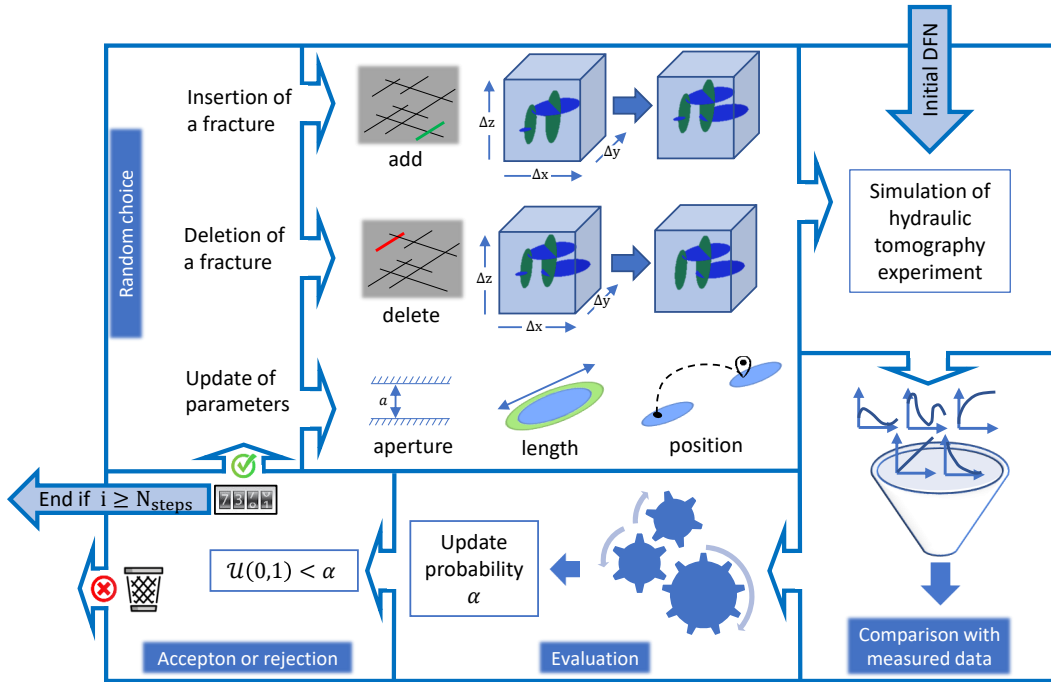 Initial DFN
Random choice
Insertion of
a fracture
add
Δz
Δx
Δy
Deletion of
a fracture
delete
Δz
Δx
Δy
Update of
parameters
a
aperture
length
position
Simulation of
hydraulic
tomography
experiment
Comparison with
measured data
Evaluation
Update
probability
α
𝒰(0,1) < α
Accepton or rejection
End if i ≥ N_steps